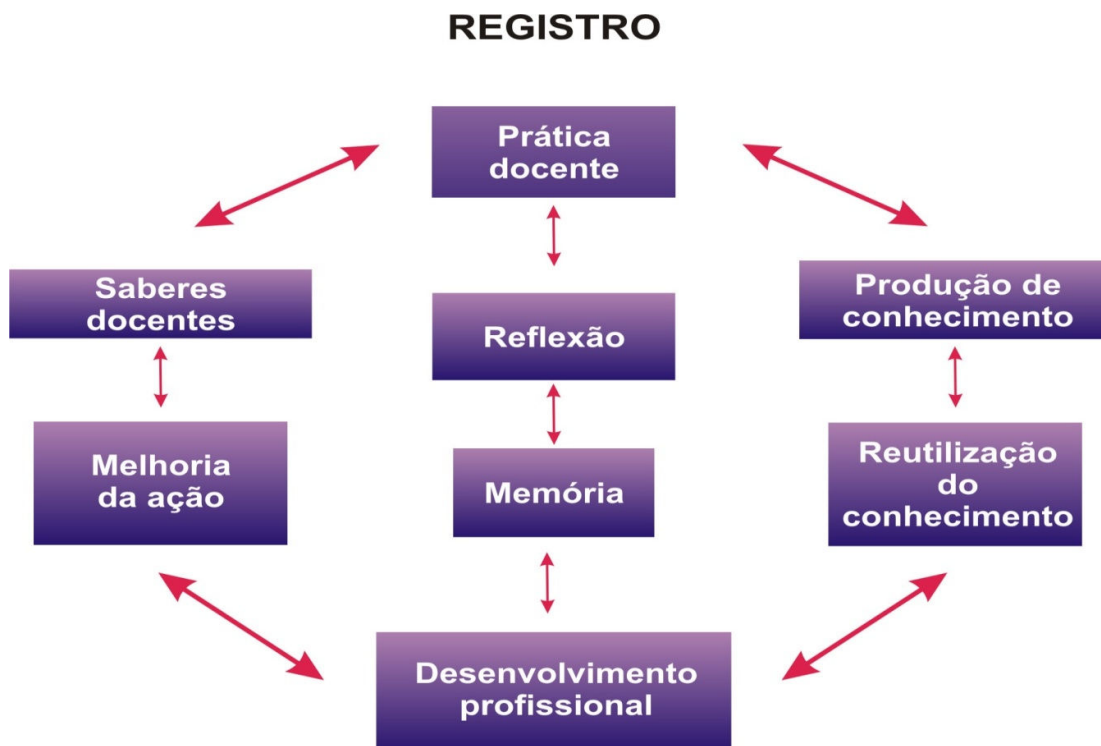 REGISTRO
Prática
docente
Saberes
docentes
Reflexão
Produção de
conhecimento
Melhoria
da ação
Memória
Reutilização
do
conhecimento
Desenvolvimento
profissional